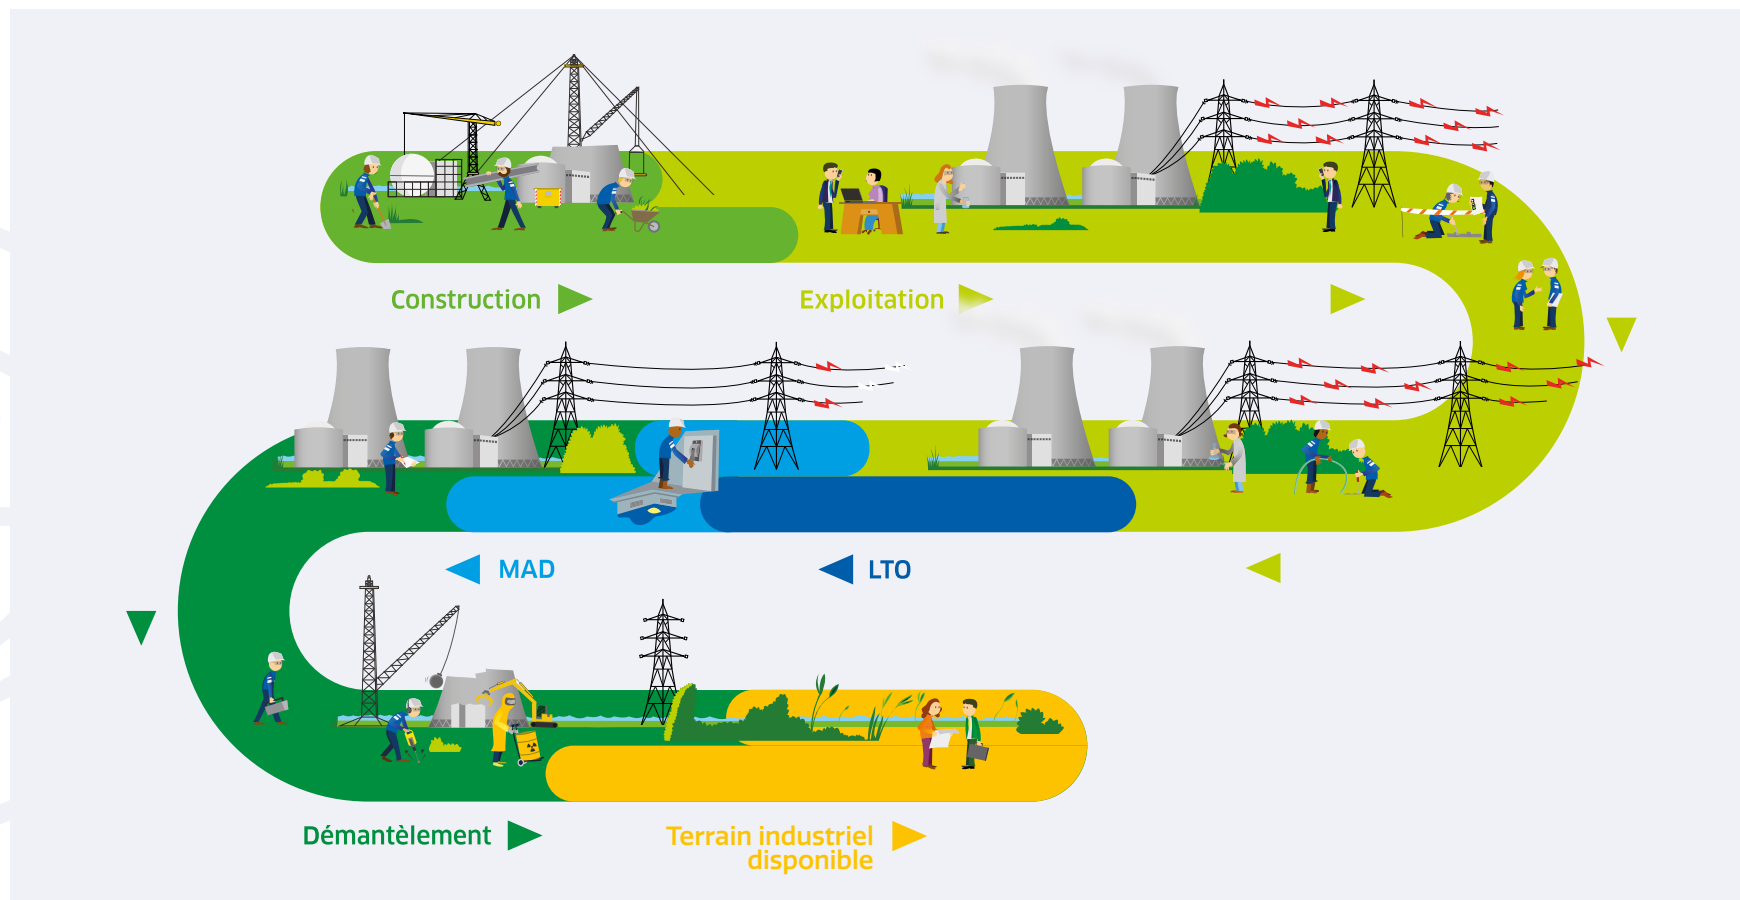 Construction
Exploitation
MAD
LTO
Démantèlement
Terrain industriel
disponible